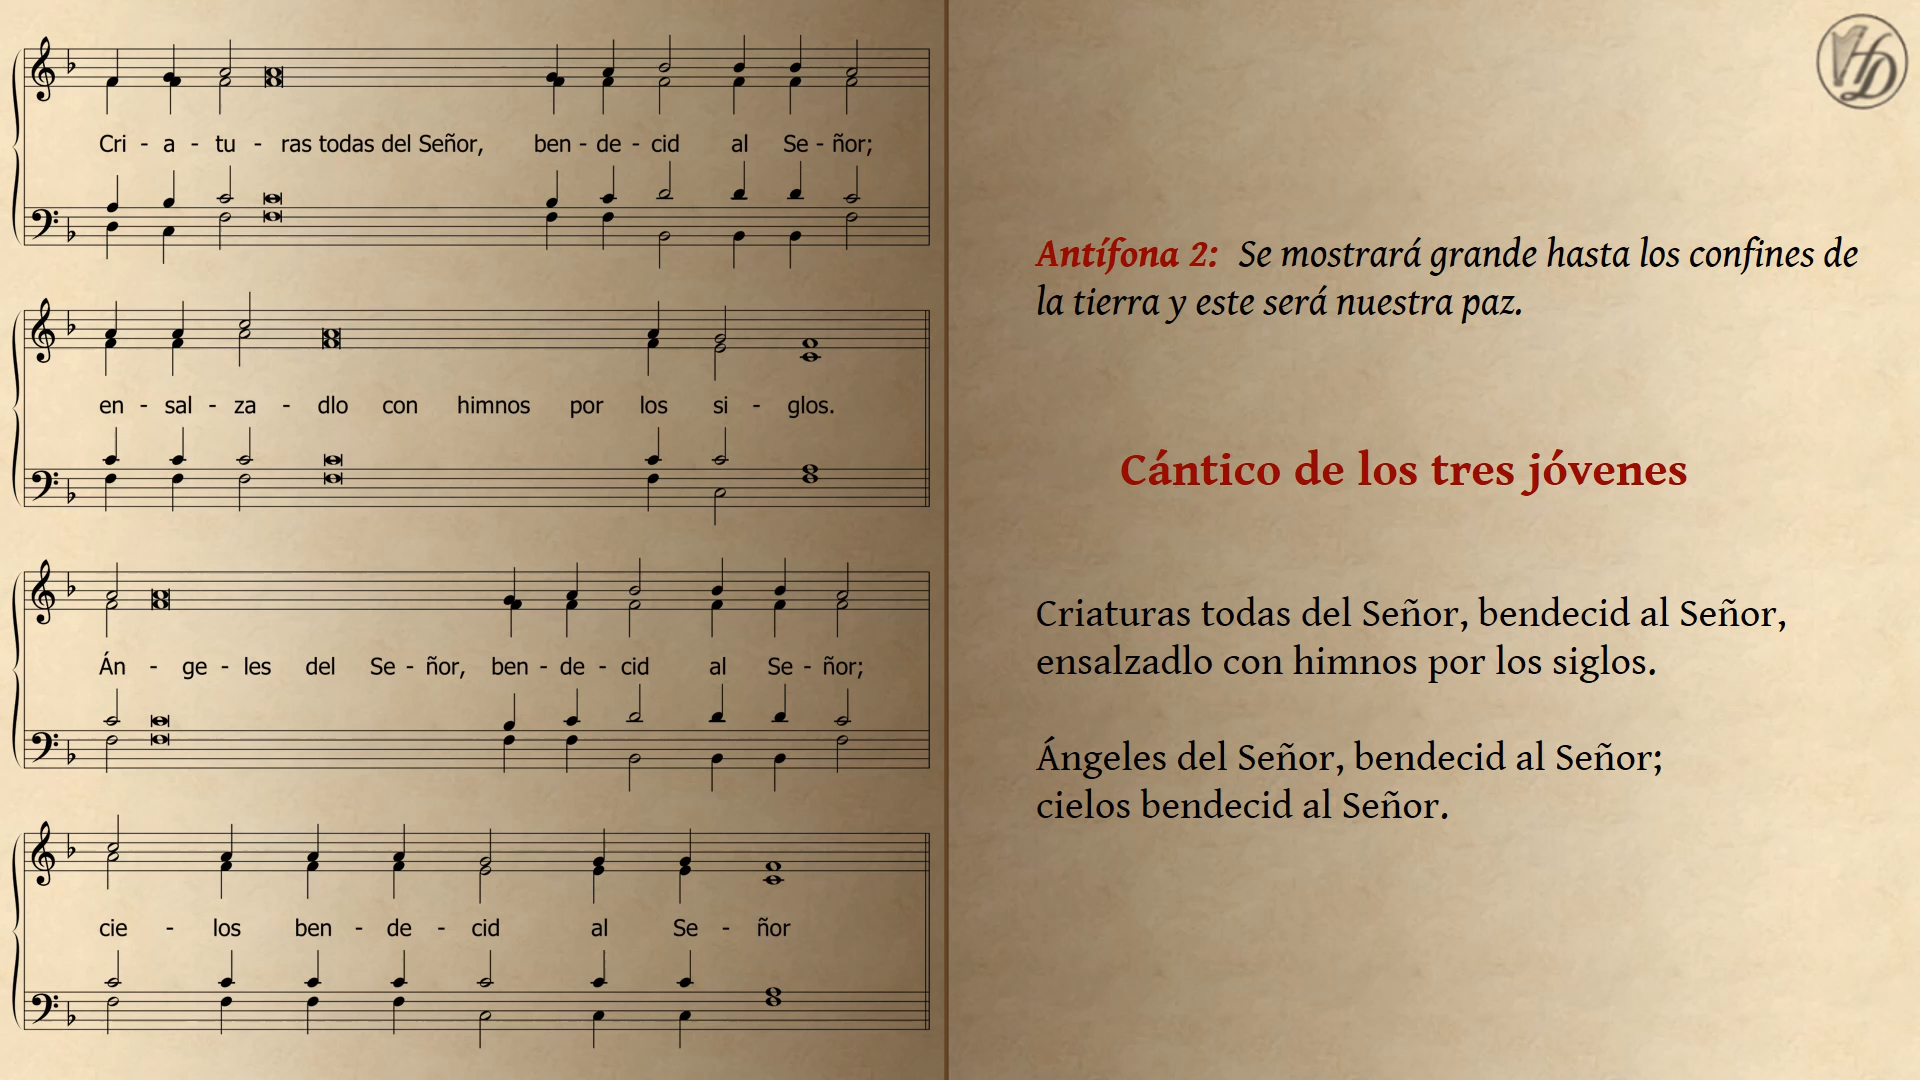 Cri - a - tu - ras todas del Señor, ben - de - cid al Se - ñor;
en - sal - za - dlo con himnos por los si - glos.
Án - ge - les del Se - ñor, ben - de - cid al Se - ñor;
cie - los ben - de - cid al Se - ñor
HD
Antífona 2: Se mostrará grande hasta los confines de
la tierra y este será nuestra paz.
Cántico de los tres jóvenes
Criaturas todas del Señor, bendecid al Señor,
ensalzadlo con himnos por los siglos.
Ángeles del Señor, bendecid al Señor;
cielos bendecid al Señor.